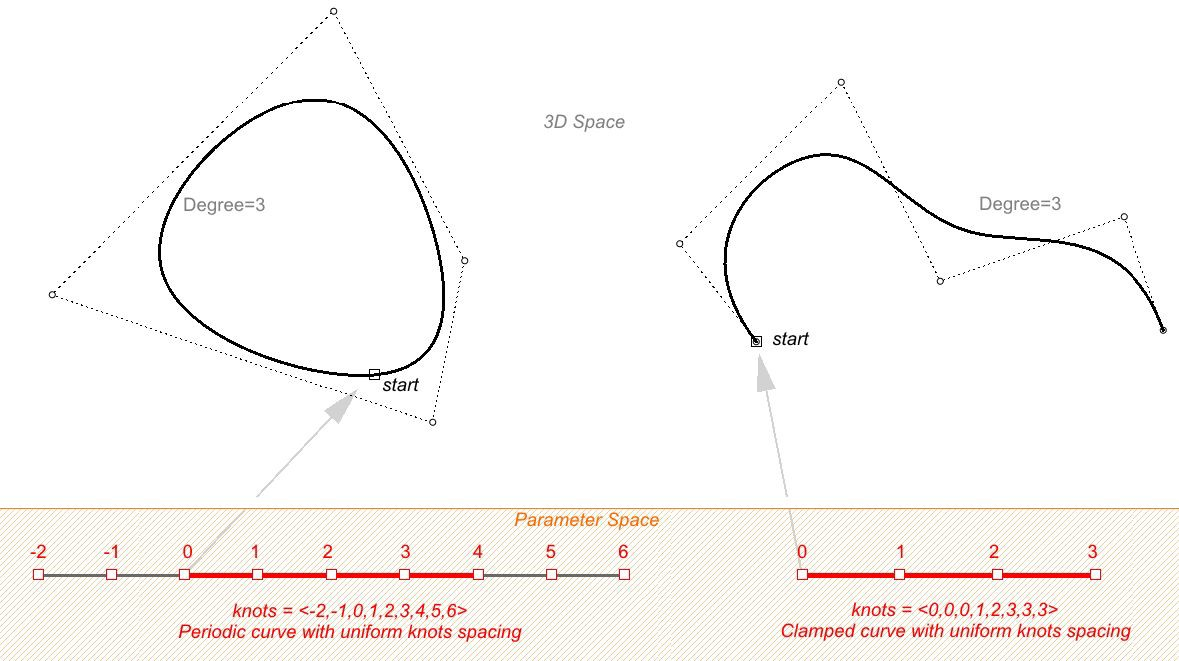 3D Space
Degree=3
Degree=3
start
start
Parameter Space
-2 -1 0 1 2 3 4 5 6
0 1 2 3
knots = <-2,-1,0,1,2,3,4,5,6>
Periodic curve with uniform knots spacing
knots = <0,0,0,1,2,3,3,3>
Clamped curve with uniform knots spacing